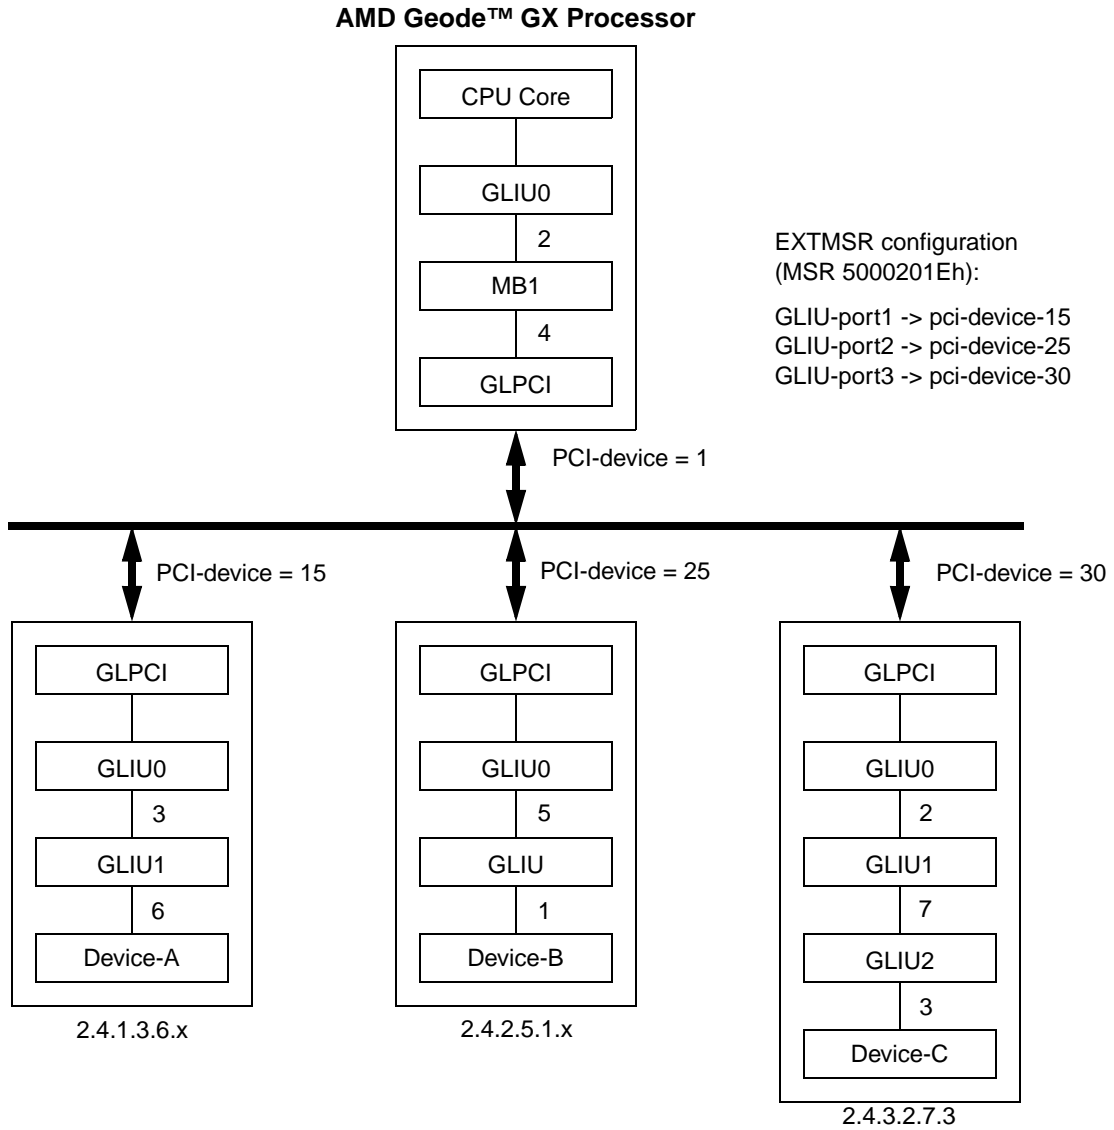 AMD Geode™ GX Processor
CPU Core
GLIU0
2
MB1
4
GLPCI
EXTMSR configuration
(MSR 5000201Eh):
GLIU-port1 -> pci-device-15
GLIU-port2 -> pci-device-25
GLIU-port3 -> pci-device-30
PCI-device = 1
PCI-device = 15
PCI-device = 25
PCI-device = 30
GLPCI
GLIU0
3
GLIU1
6
Device-A
2.4.1.3.6.x
GLPCI
GLIU0
5
GLIU
1
Device-B
2.4.2.5.1.x
GLPCI
GLIU0
2
GLIU1
7
GLIU2
3
Device-C
2.4.3.2.7.3